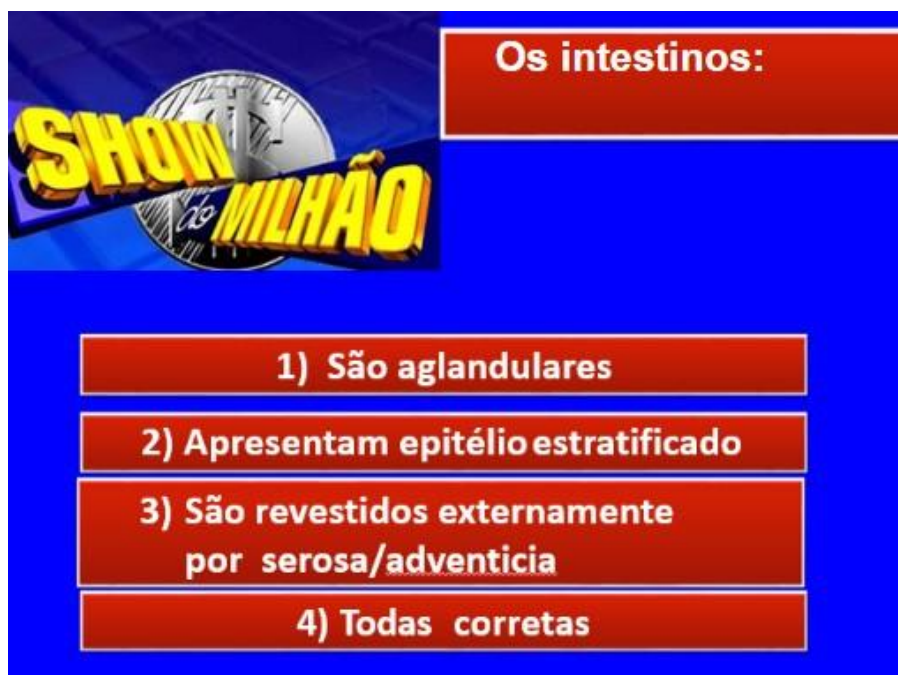 SHOW
do
MILHÃO
Os intestinos:
1) São aglandulares
2) Apresentam epitélio estratificado
3) São revestidos externamente
por serosa/adventicia
4) Todas corretas